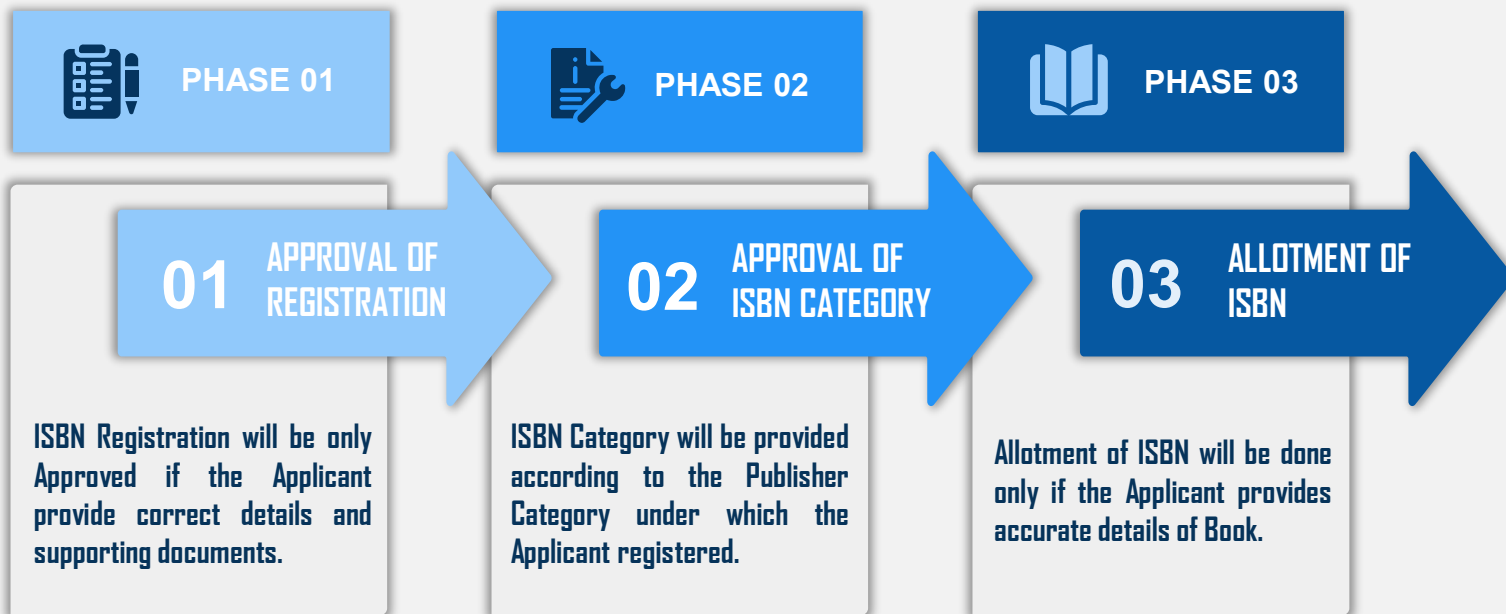 PHASE 01
01
APPROVAL OF
REGISTRATION
ISBN Registration will be only
Approved if the Applicant
provide correct details and
supporting documents.
PHASE 02
02
APPROVAL OF
ISBN CATEGORY
ISBN Category will be provided
according to the Publisher
Category under which the
Applicant registered.
PHASE 03
03
ALLOTMENT OF
ISBN
Allotment of ISBN will be done
only if the Applicant provides
accurate details of Book.